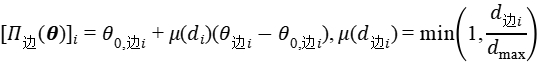 [Π边(θ)]i = θ0,边i + μ(di)(θ边i − θ0,边i), μ(d边i) = min(1, d边i/dmax)